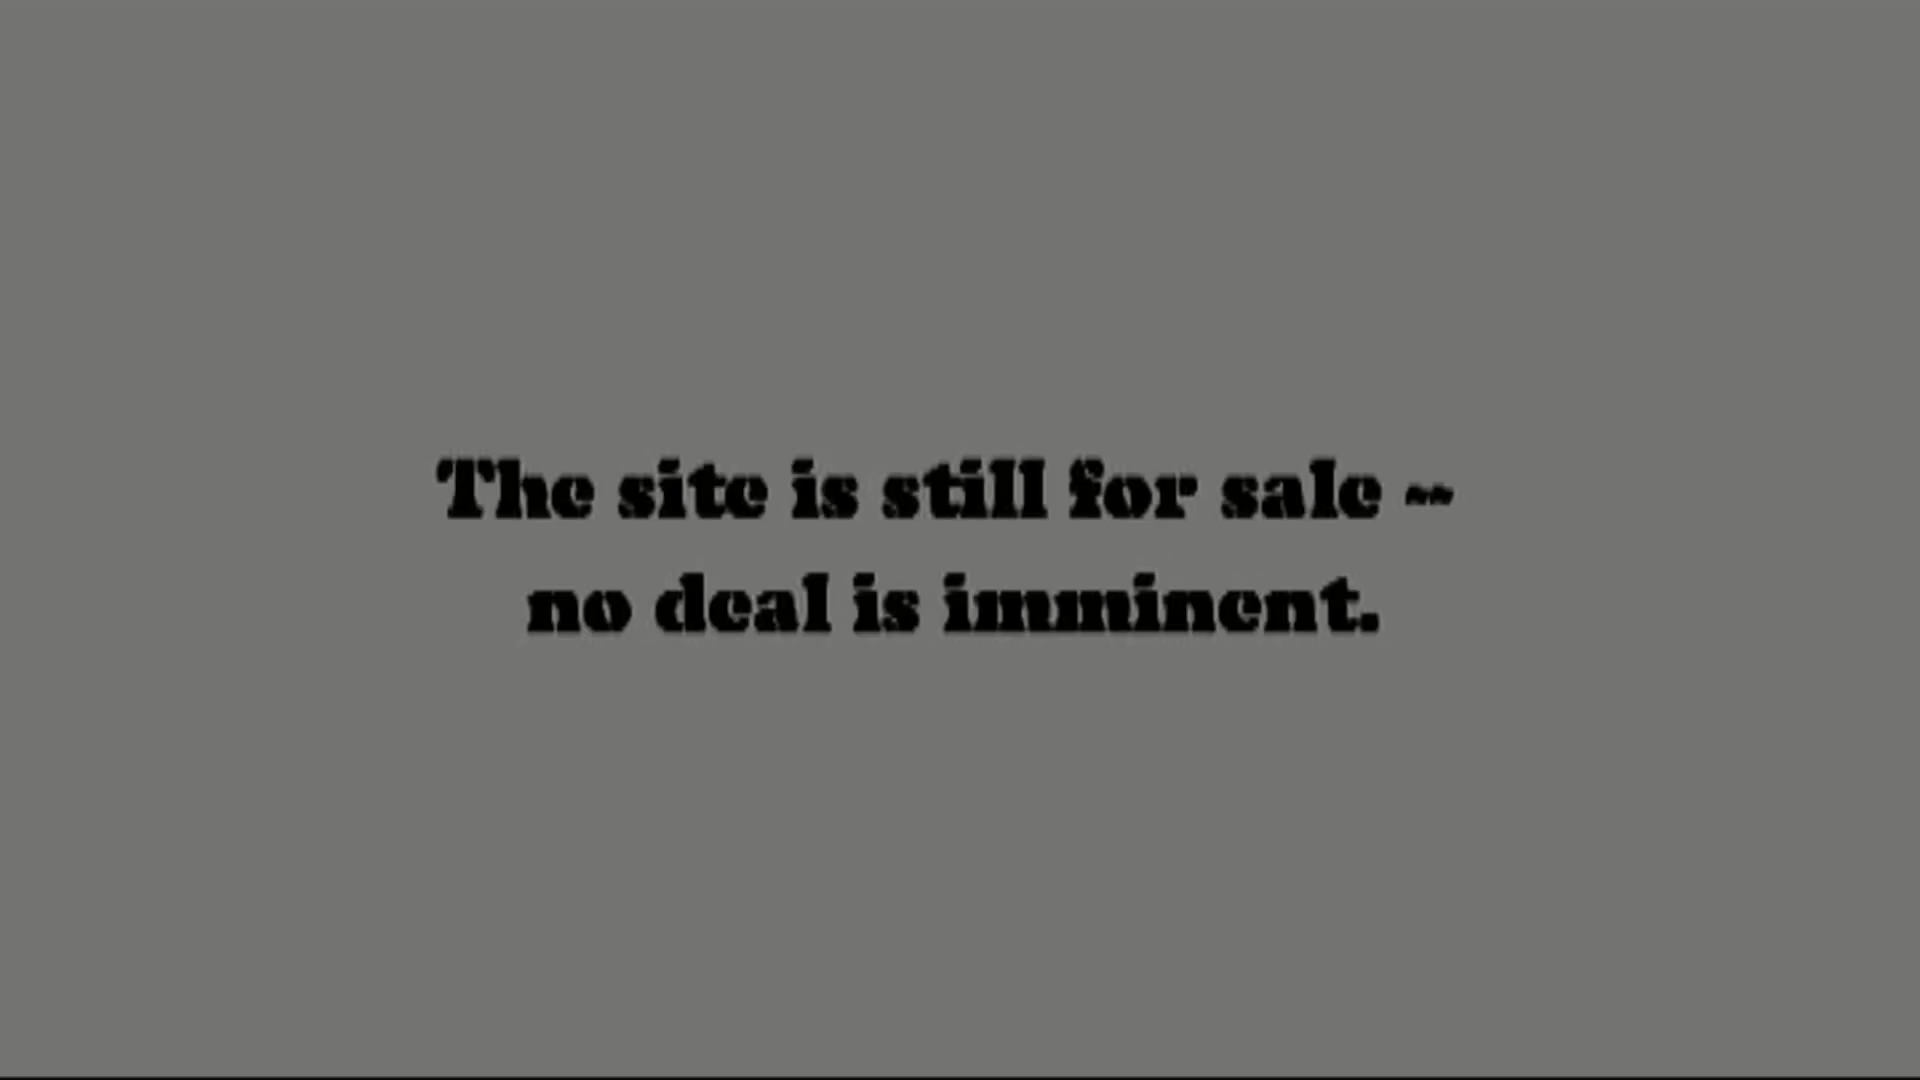 The site is still for sale --
no deal is imminent.